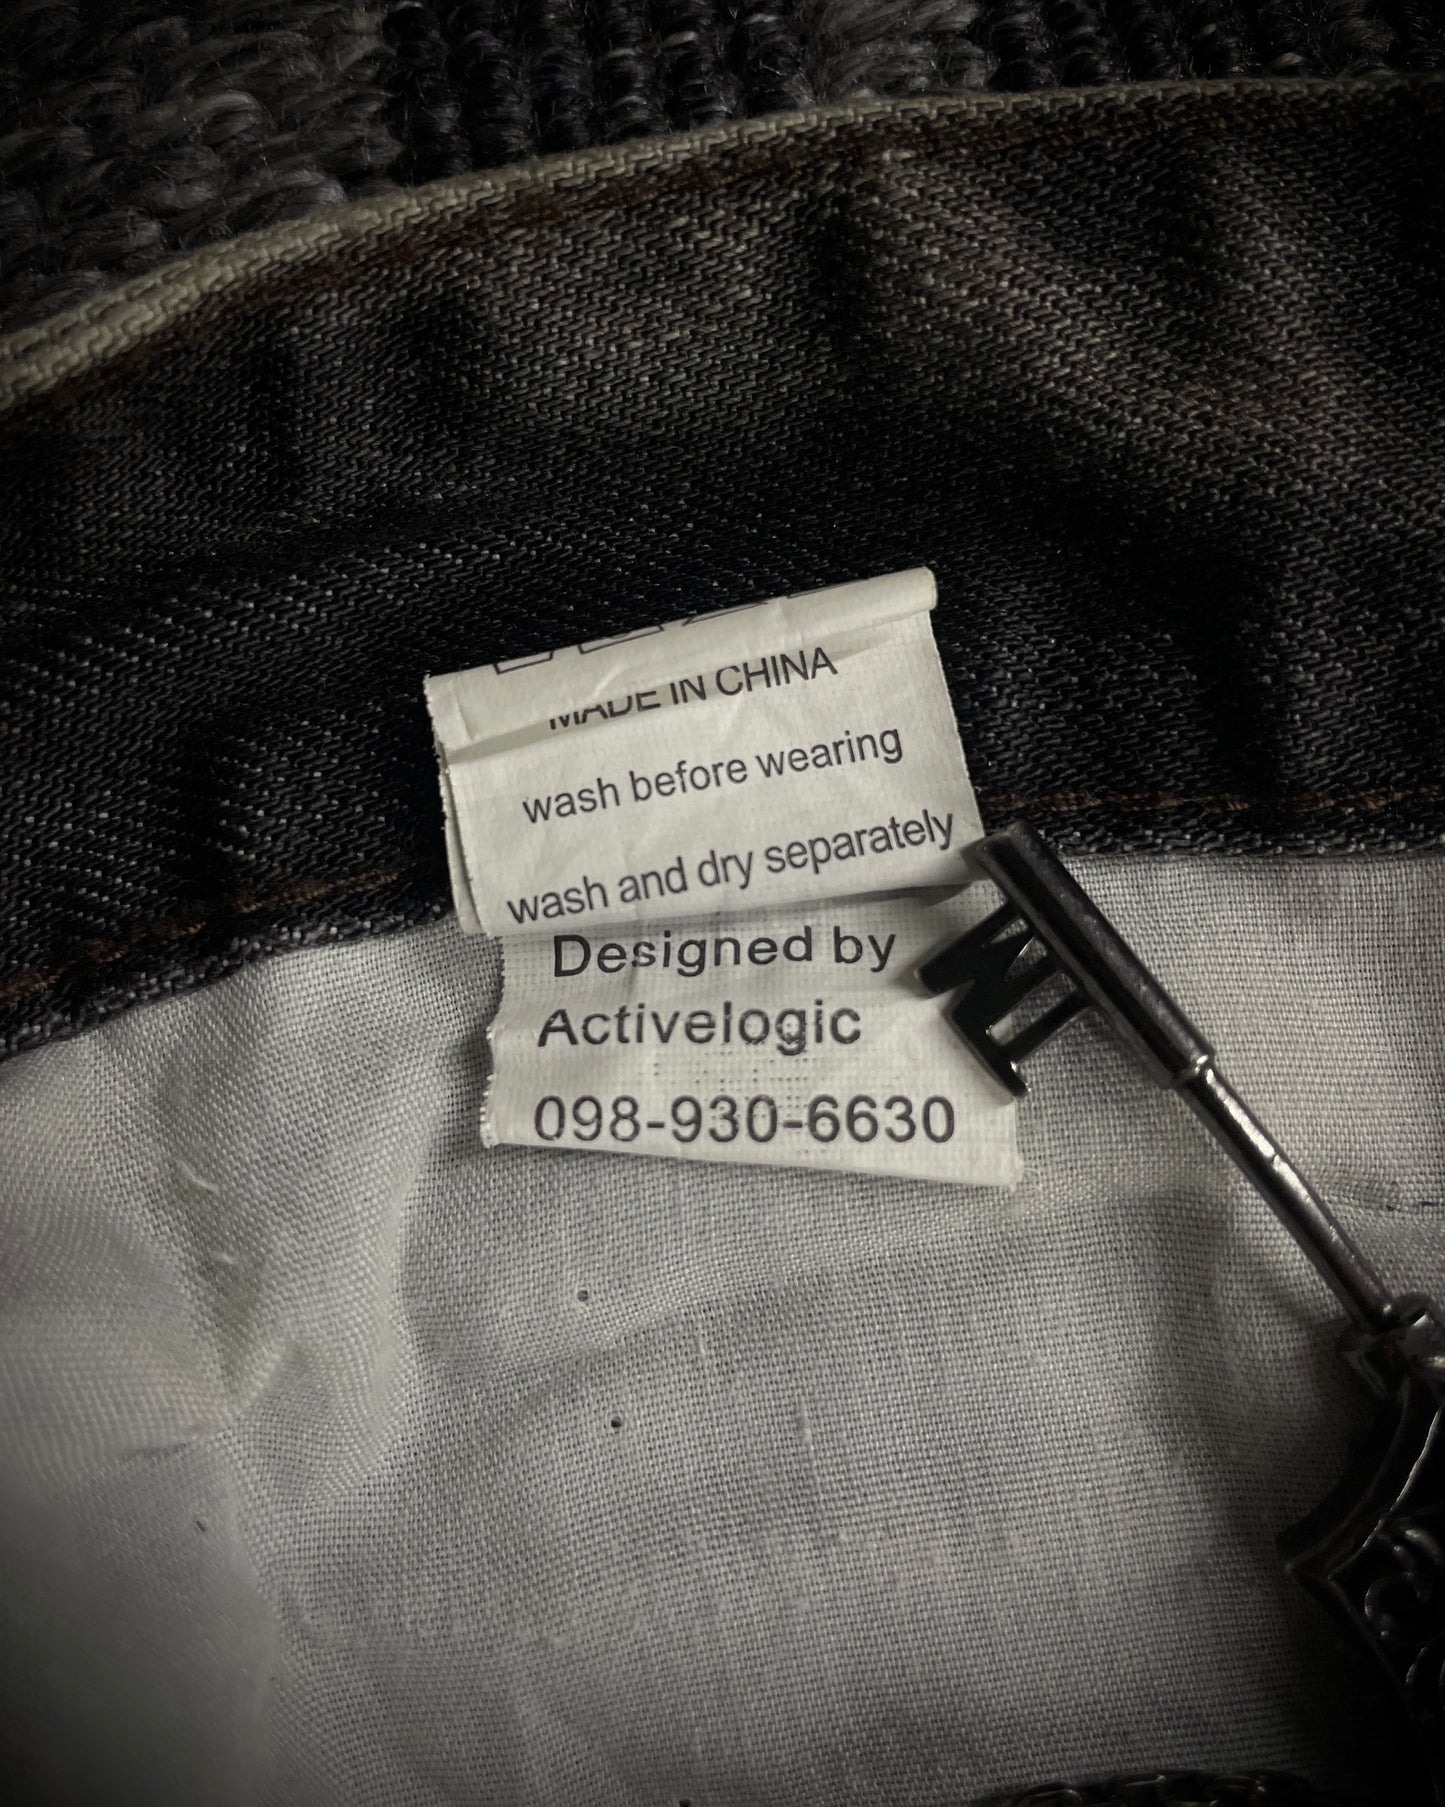 MADE IN CHINA
wash before wearing
wash and dry separately
Designed by
Activelogic
098-930-6630